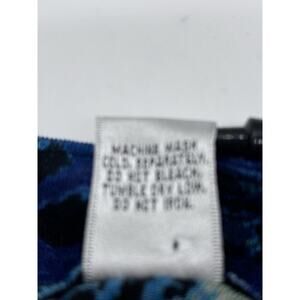 MACHINE WASH
COLD, SEPARATELY.
DO NOT BLEACH.
TUMBLE DRY LOW.
DO NOT IRON.